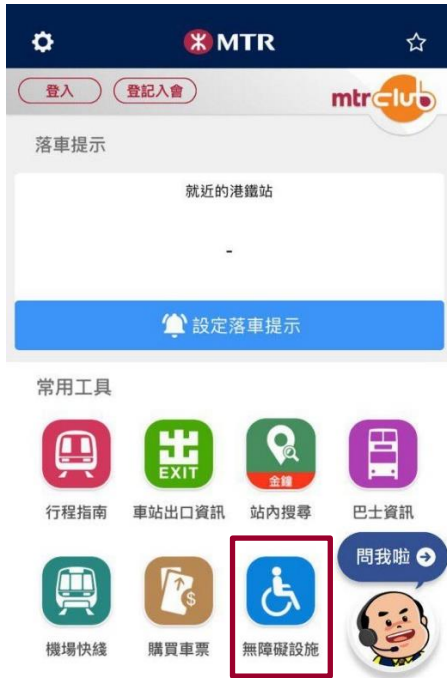 MTR
登入
登記入會
mtrclub
落車提示
就近的港鐵站
-
設定落車提示
常用工具
出
EXIT
金鐘
行程指南
車站出口資訊
站內搜尋
巴士資訊
問我啦
$
機場快綫
購買車票
無障礙設施